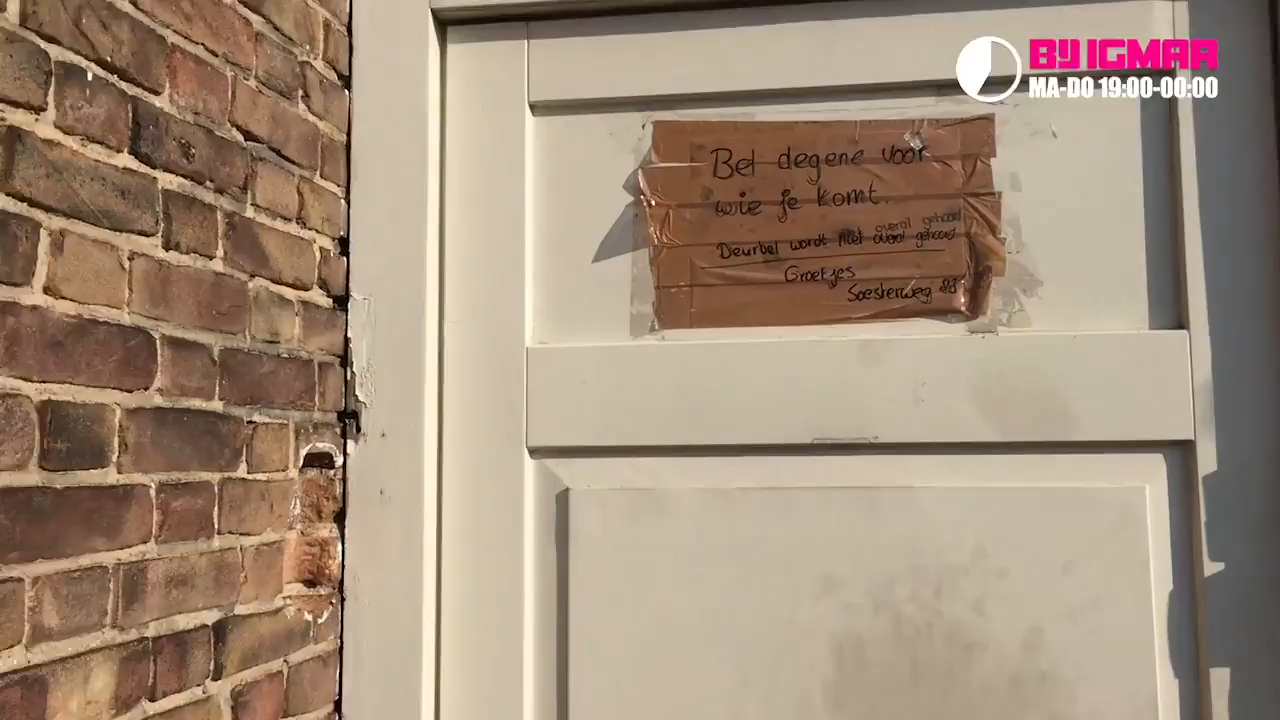 BIJ IGMAR
MA-DO 19:00-00:00
Bel degene voor
wie je komt.
overal gehoord
Deurbel wordt niet overal gehoord
Groetjes
Soesterweg 83